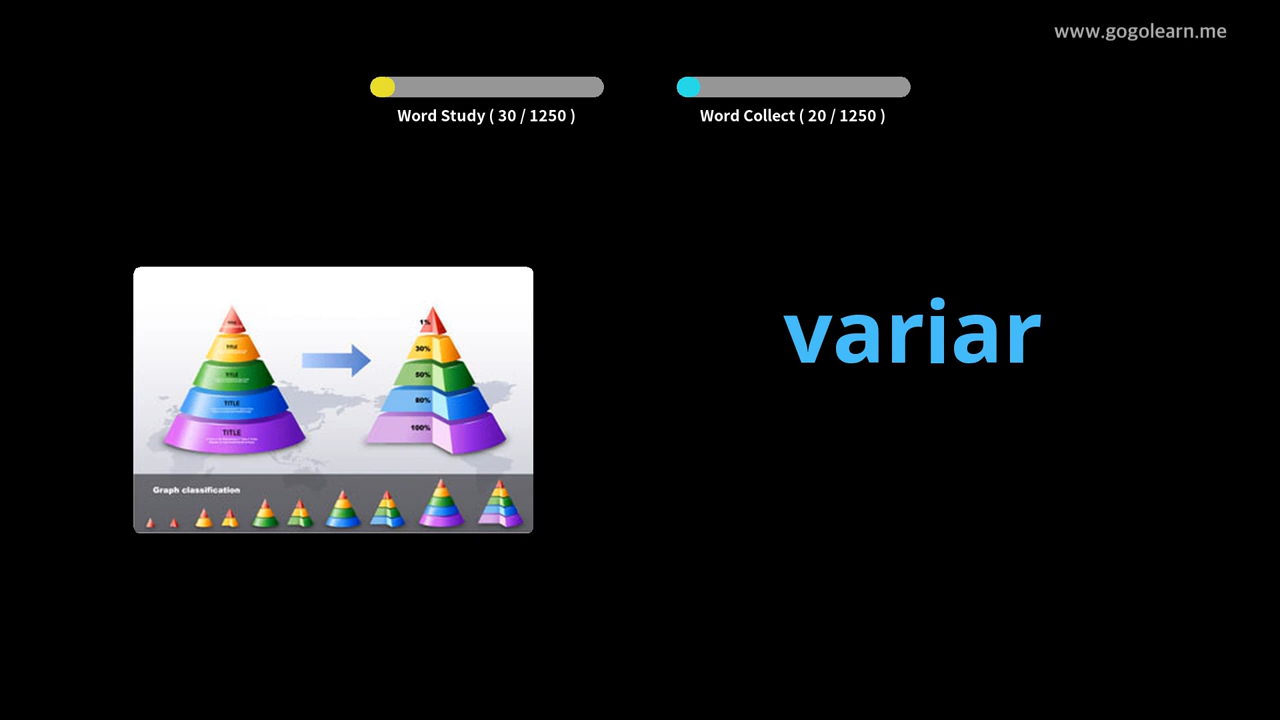 www.gogolearn.me
Word Study ( 30 / 1250 )
Word Collect ( 20 / 1250 )
variar
TITLE
TITLE
TITLE
TITLE
1%
30%
50%
80%
100%
Graph classification